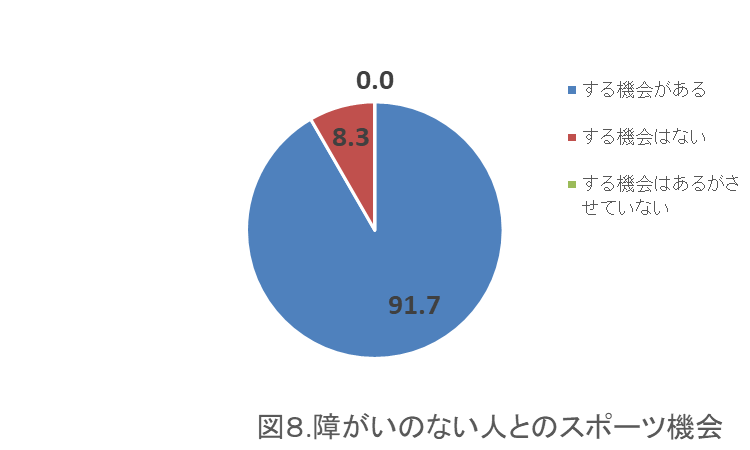 0.0
8.3
91.7
する機会がある
する機会はない
する機会はあるがさ
せていない
図８.障がいのない人とのスポーツ機会